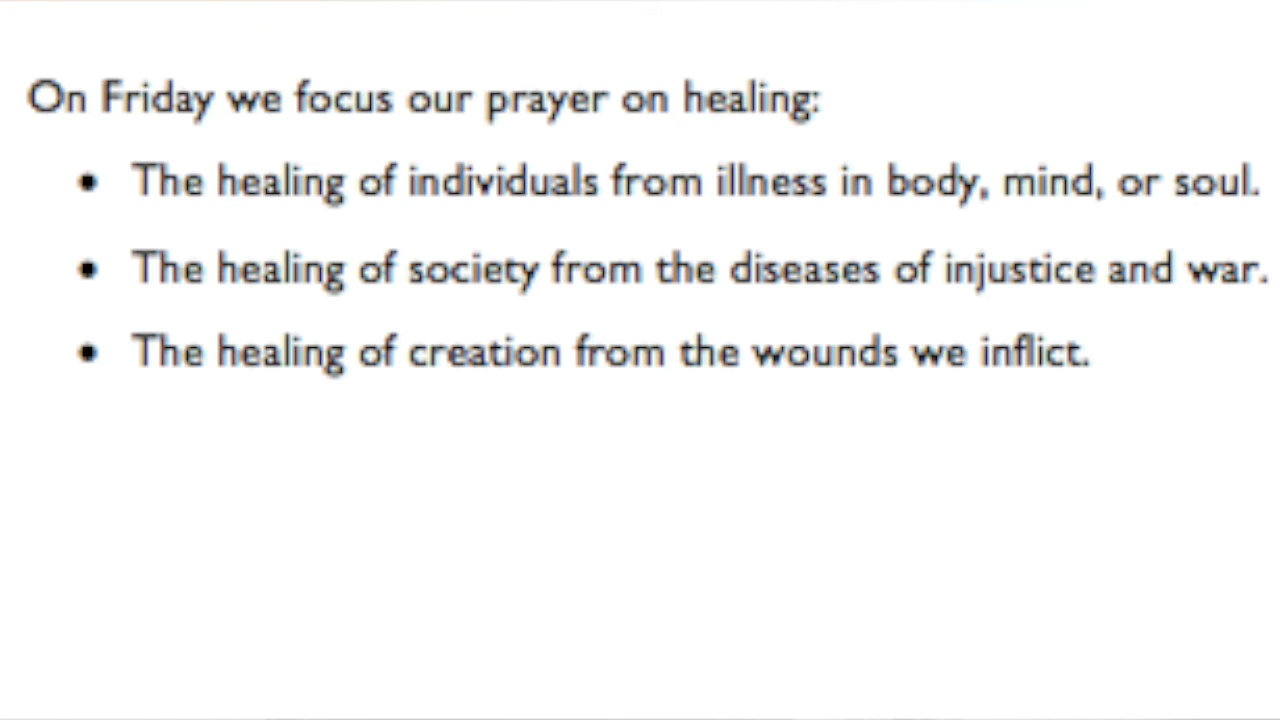 On Friday we focus our prayer on healing:
• The healing of individuals from illness in body, mind, or soul.
• The healing of society from the diseases of injustice and war.
• The healing of creation from the wounds we inflict.